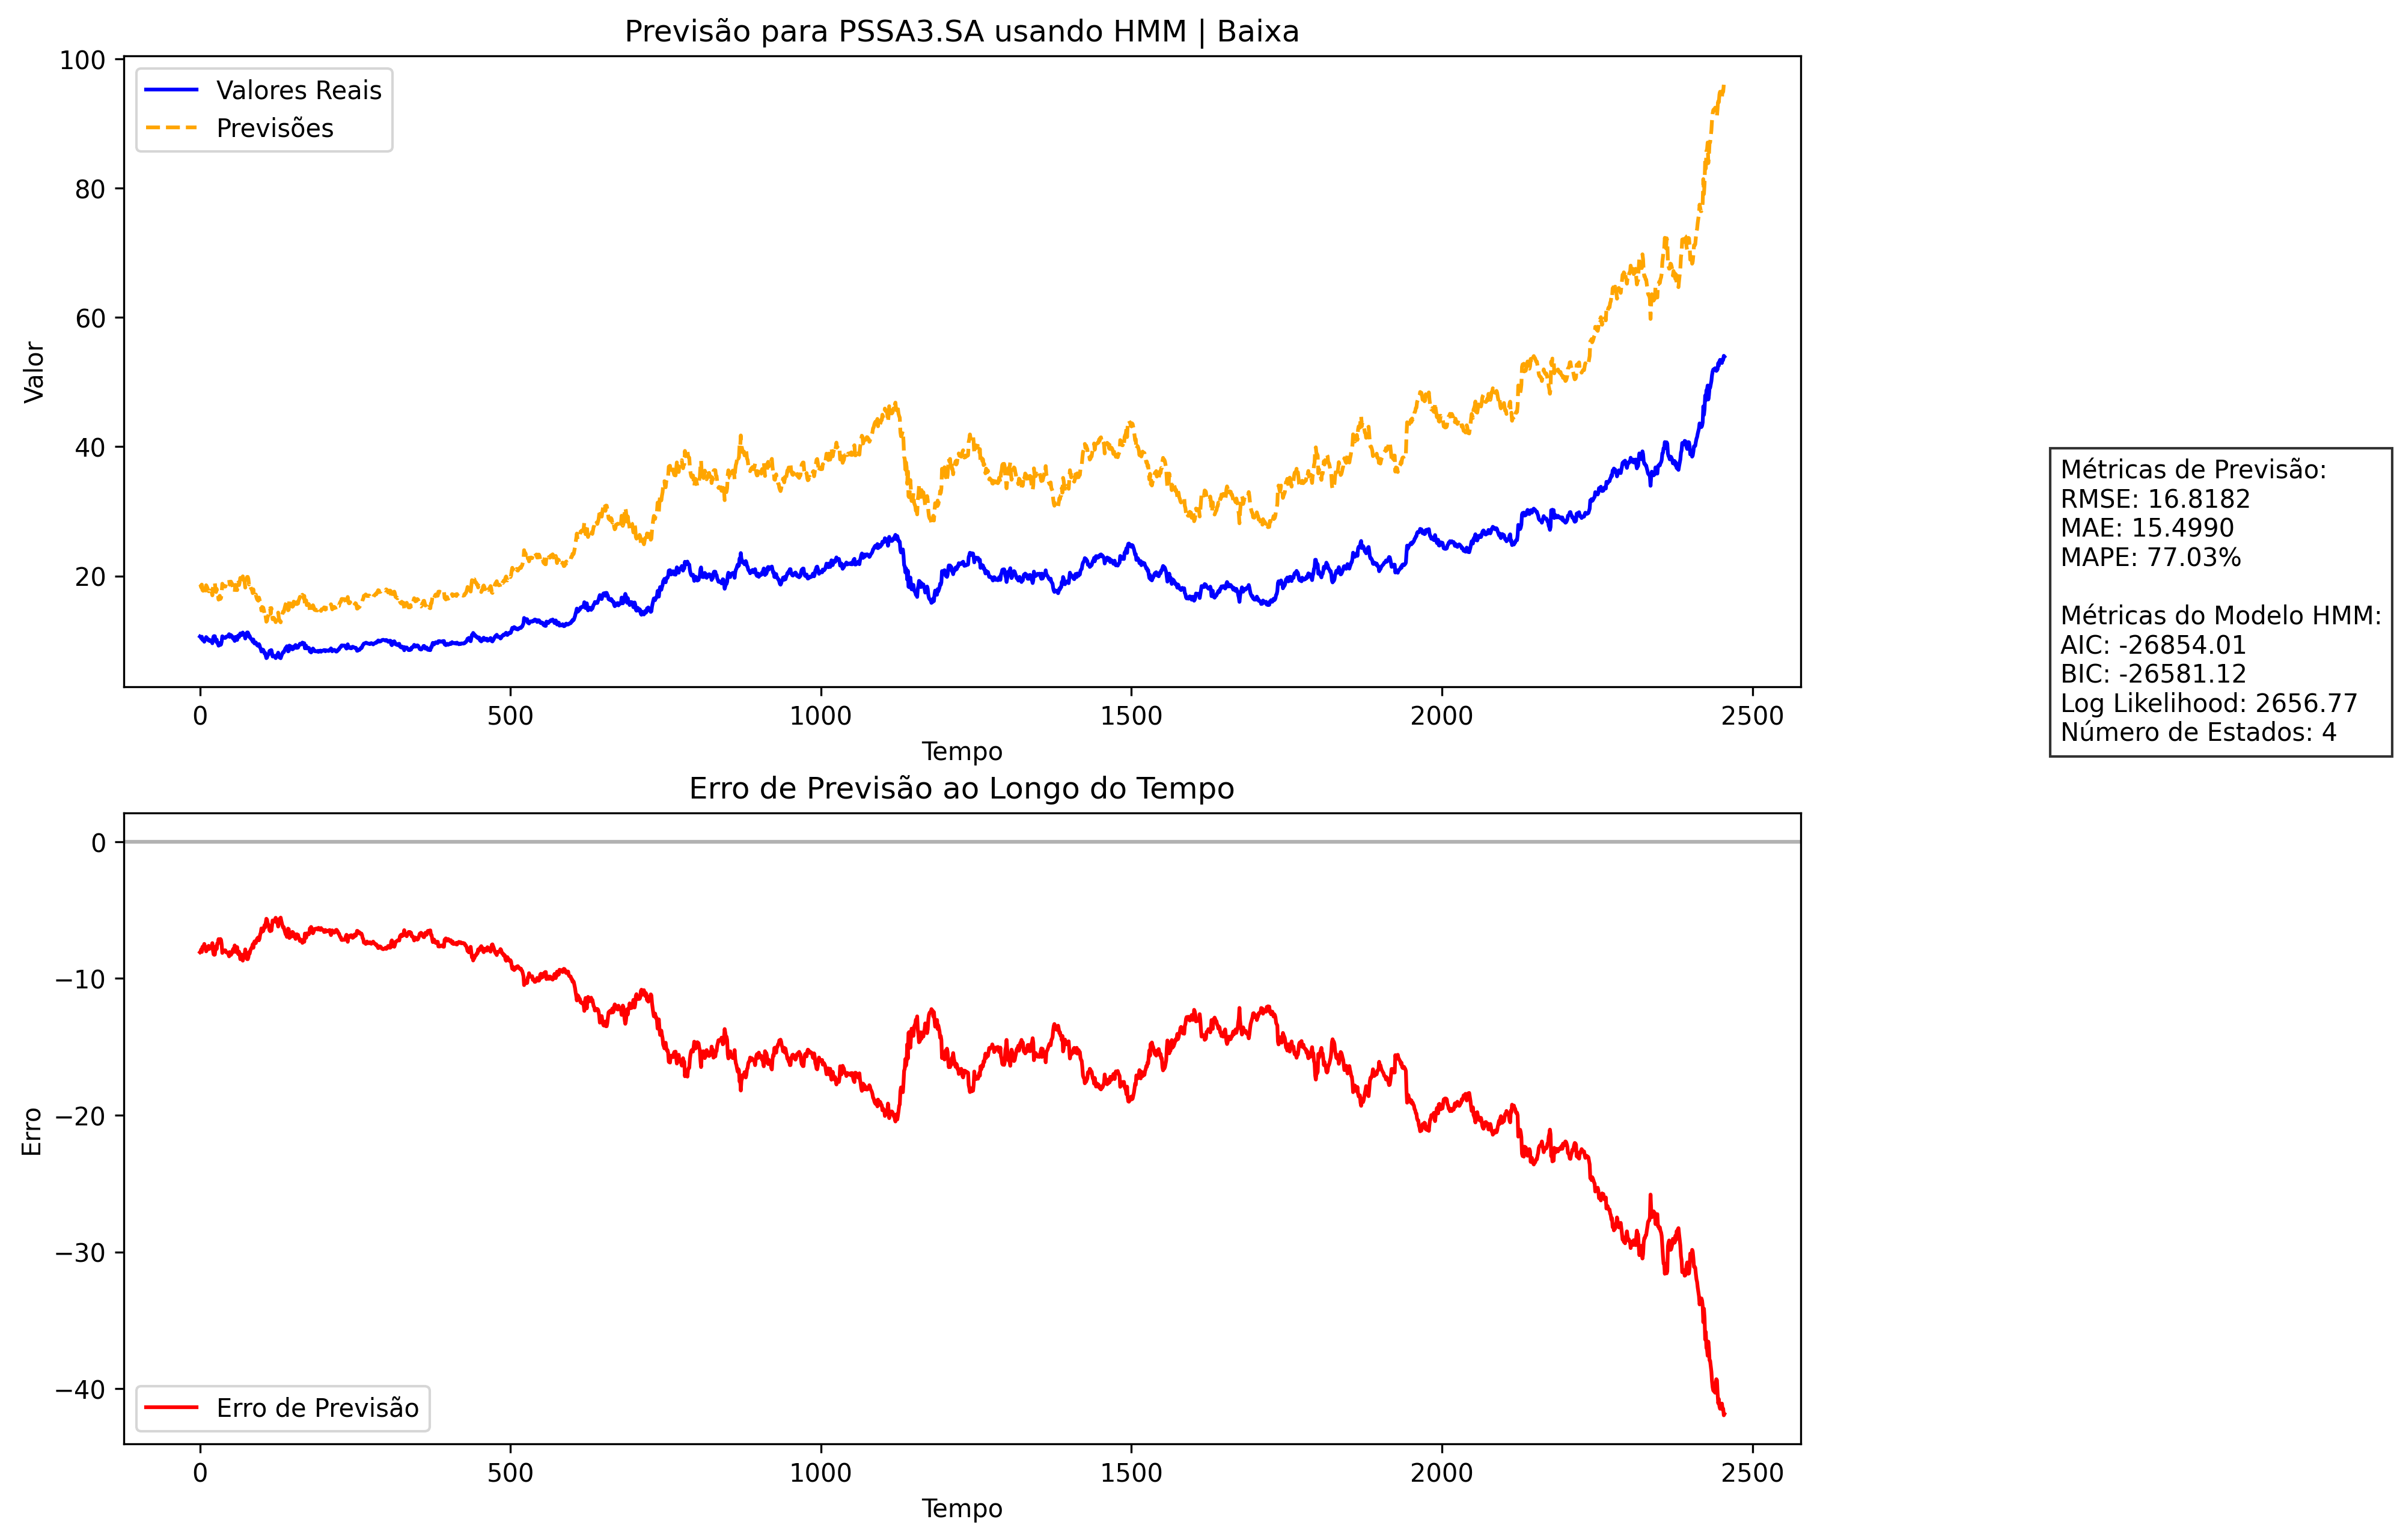 Previsão para PSSA3.SA usando HMM | Baixa
Valores Reais
Previsões
Valor
100
80
60
40
20
0 500 1000 1500 2000 2500
Tempo
Métricas de Previsão:
RMSE: 16.8182
MAE: 15.4990
MAPE: 77.03%
Métricas do Modelo HMM:
AIC: -26854.01
BIC: -26581.12
Log Likelihood: 2656.77
Número de Estados: 4
Erro de Previsão ao Longo do Tempo
Erro
0
−10
−20
−30
−40
Erro de Previsão
0 500 1000 1500 2000 2500
Tempo